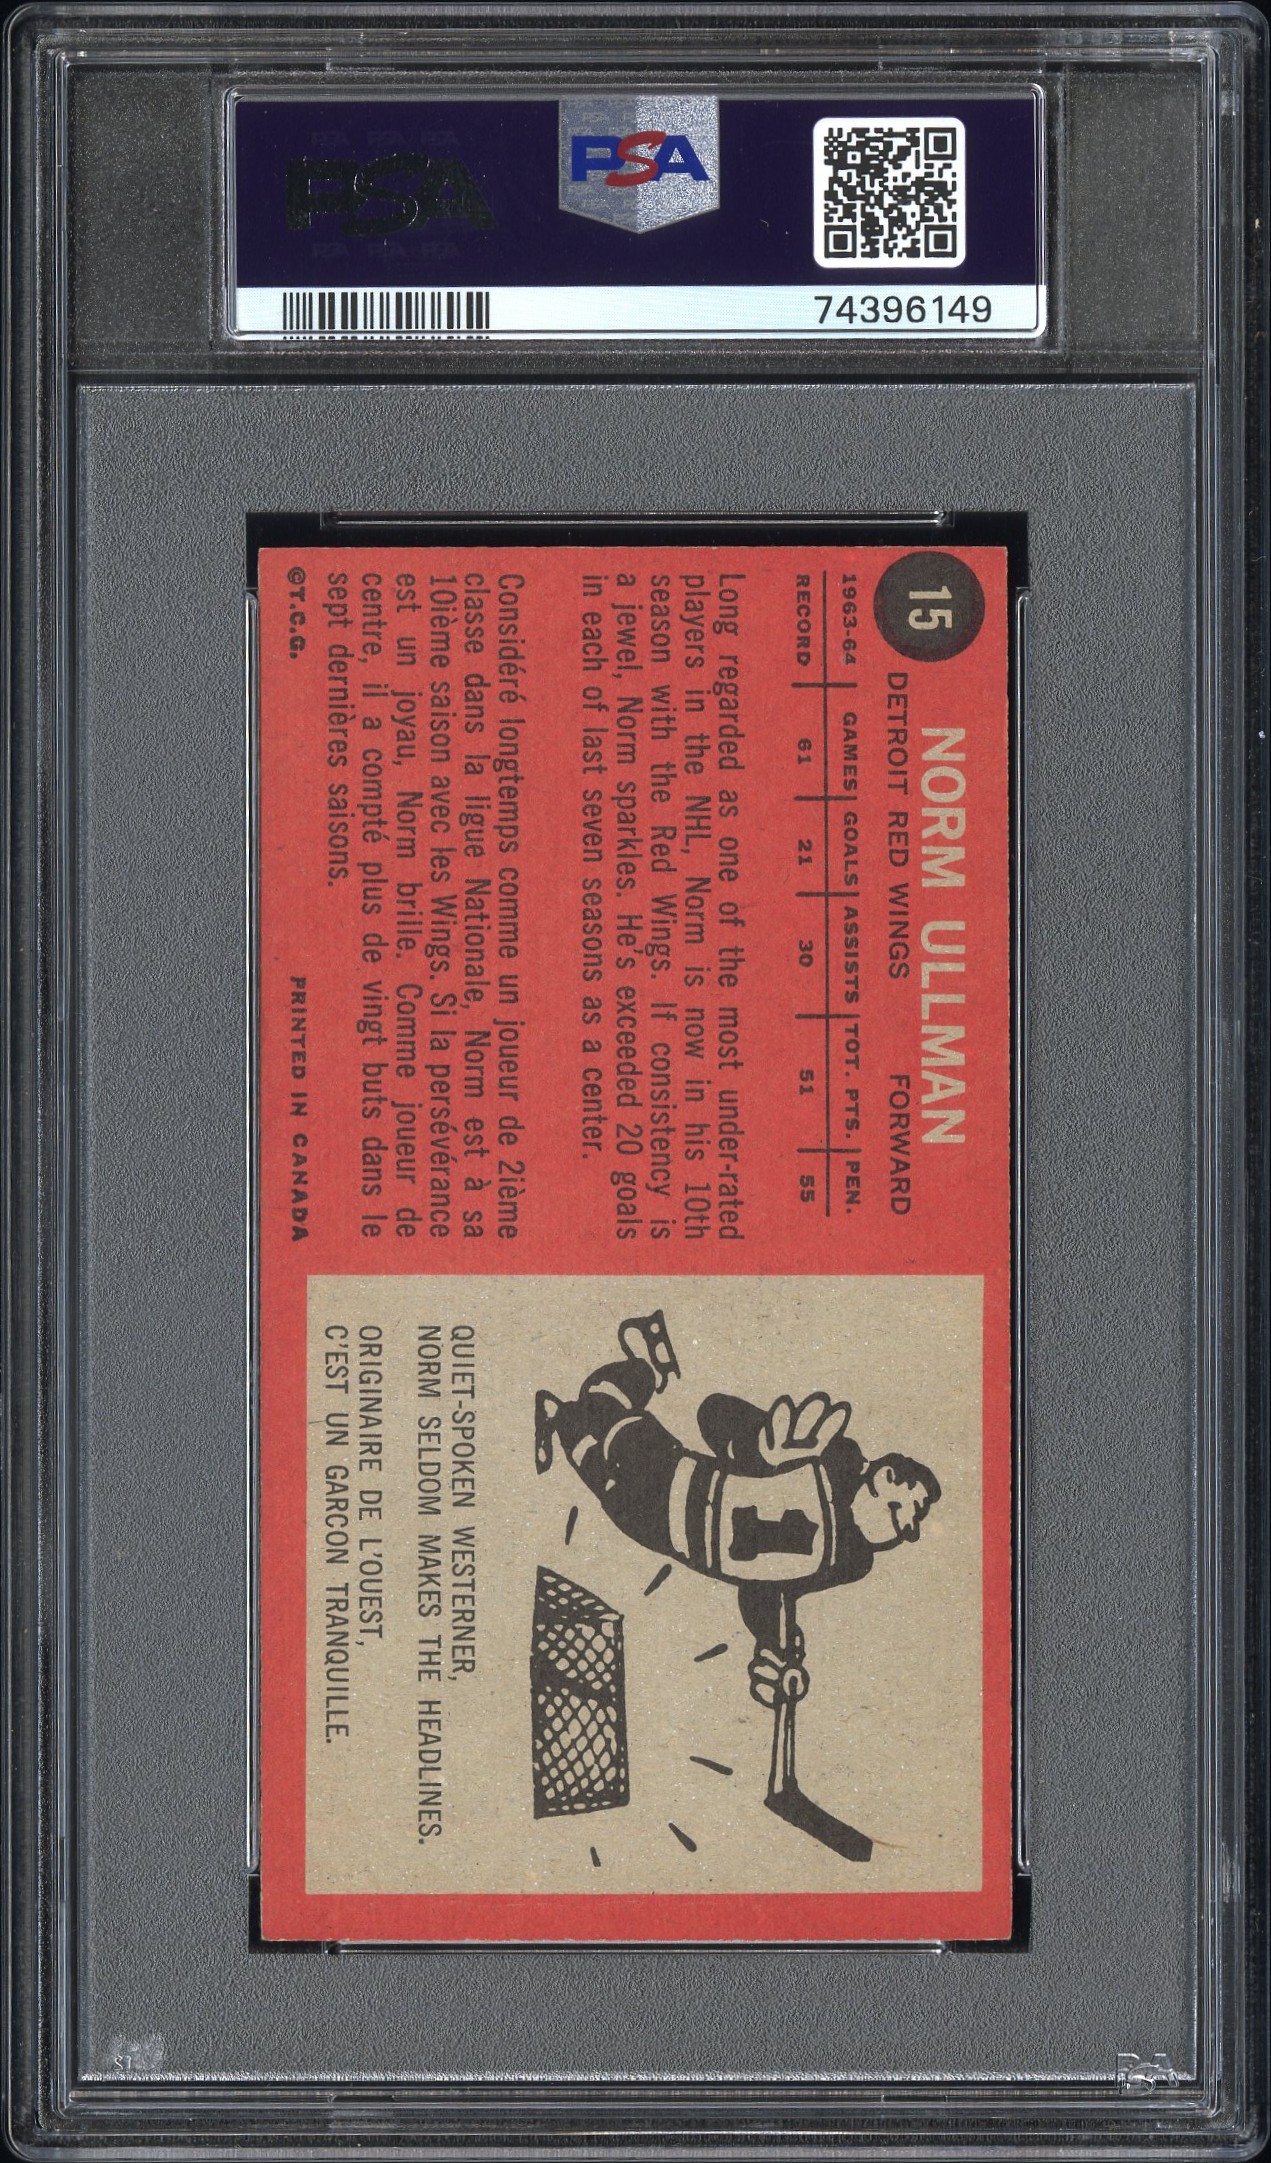 PSA
PSA
74396149
15
NORM ULLMAN
DETROIT RED WINGS FORWARD
1963-64 GAMES GOALS ASSISTS TOT. PTS. PEN.
RECORD 61 21 30 51 55
Long regarded as one of the most under-rated
players in the NHL, Norm is now in his 10th
season with the Red Wings. If consistency is
a jewel, Norm sparkles. He's exceeded 20 goals
in each of last seven seasons as a center.
Considéré longtemps comme un joueur de 2ième
classe dans la ligue Nationale, Norm est à sa
10ième saison avec les Wings. Si la persévérance
est un joyau, Norm brille. Comme joueur de
centre, il a compté plus de vingt buts dans le
sept dernières saisons.
©T.C.G. PRINTED IN CANADA
1
QUIET-SPOKEN WESTERNER,
NORM SELDOM MAKES THE HEADLINES.
ORIGINAIRE DE L'OUEST,
C'EST UN GARCON TRANQUILLE.
PSA